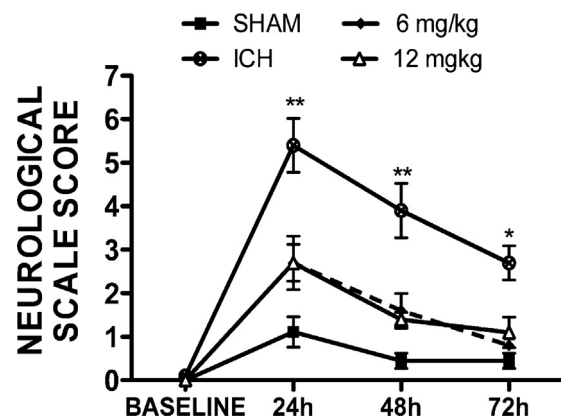 SHAM
6 mg/kg
ICH
12 mgkg
NEUROLOGICAL
SCALE SCORE
7
6
5
4
3
2
1
0
**
**
*
BASELINE 24h 48h 72h